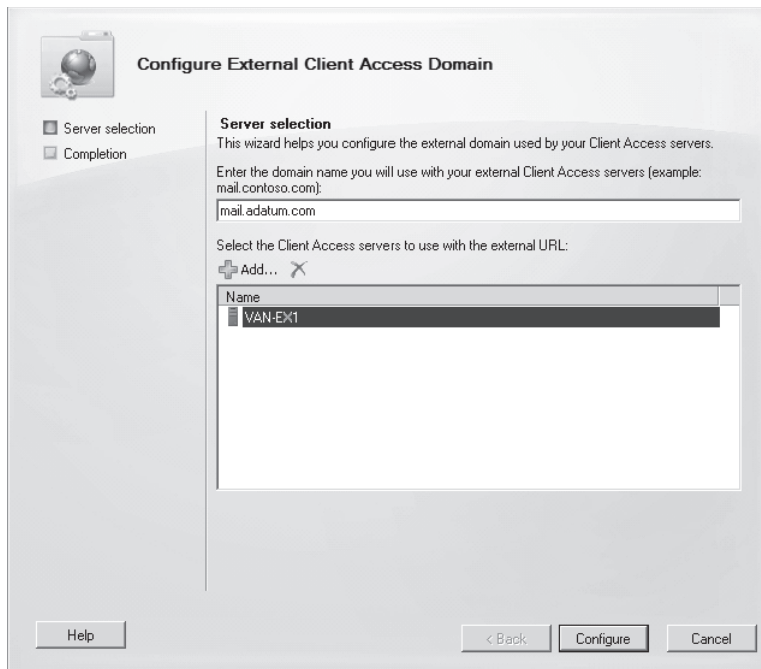 Configure External Client Access Domain
Server selection
Completion
Server selection
This wizard helps you configure the external domain used by your Client Access servers.
Enter the domain name you will use with your external Client Access servers (example:
mail.contoso.com):
mail.adatum.com
Select the Client Access servers to use with the external URL:
Add...
Name
VAN-EX1
Help
< Back
Configure
Cancel